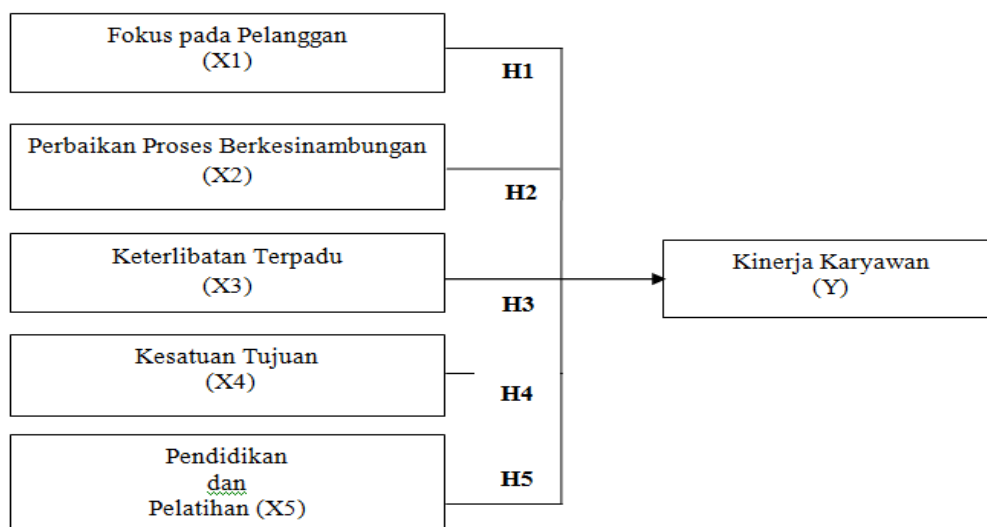 Fokus pada Pelanggan
(X1)
H1
Perbaikan Proses Berkesinambungan
(X2)
H2
Keterlibatan Terpadu
(X3)
H3
Kinerja Karyawan
(Y)
Kesatuan Tujuan
(X4)
H4
Pendidikan
dan
Pelatihan (X5)
H5